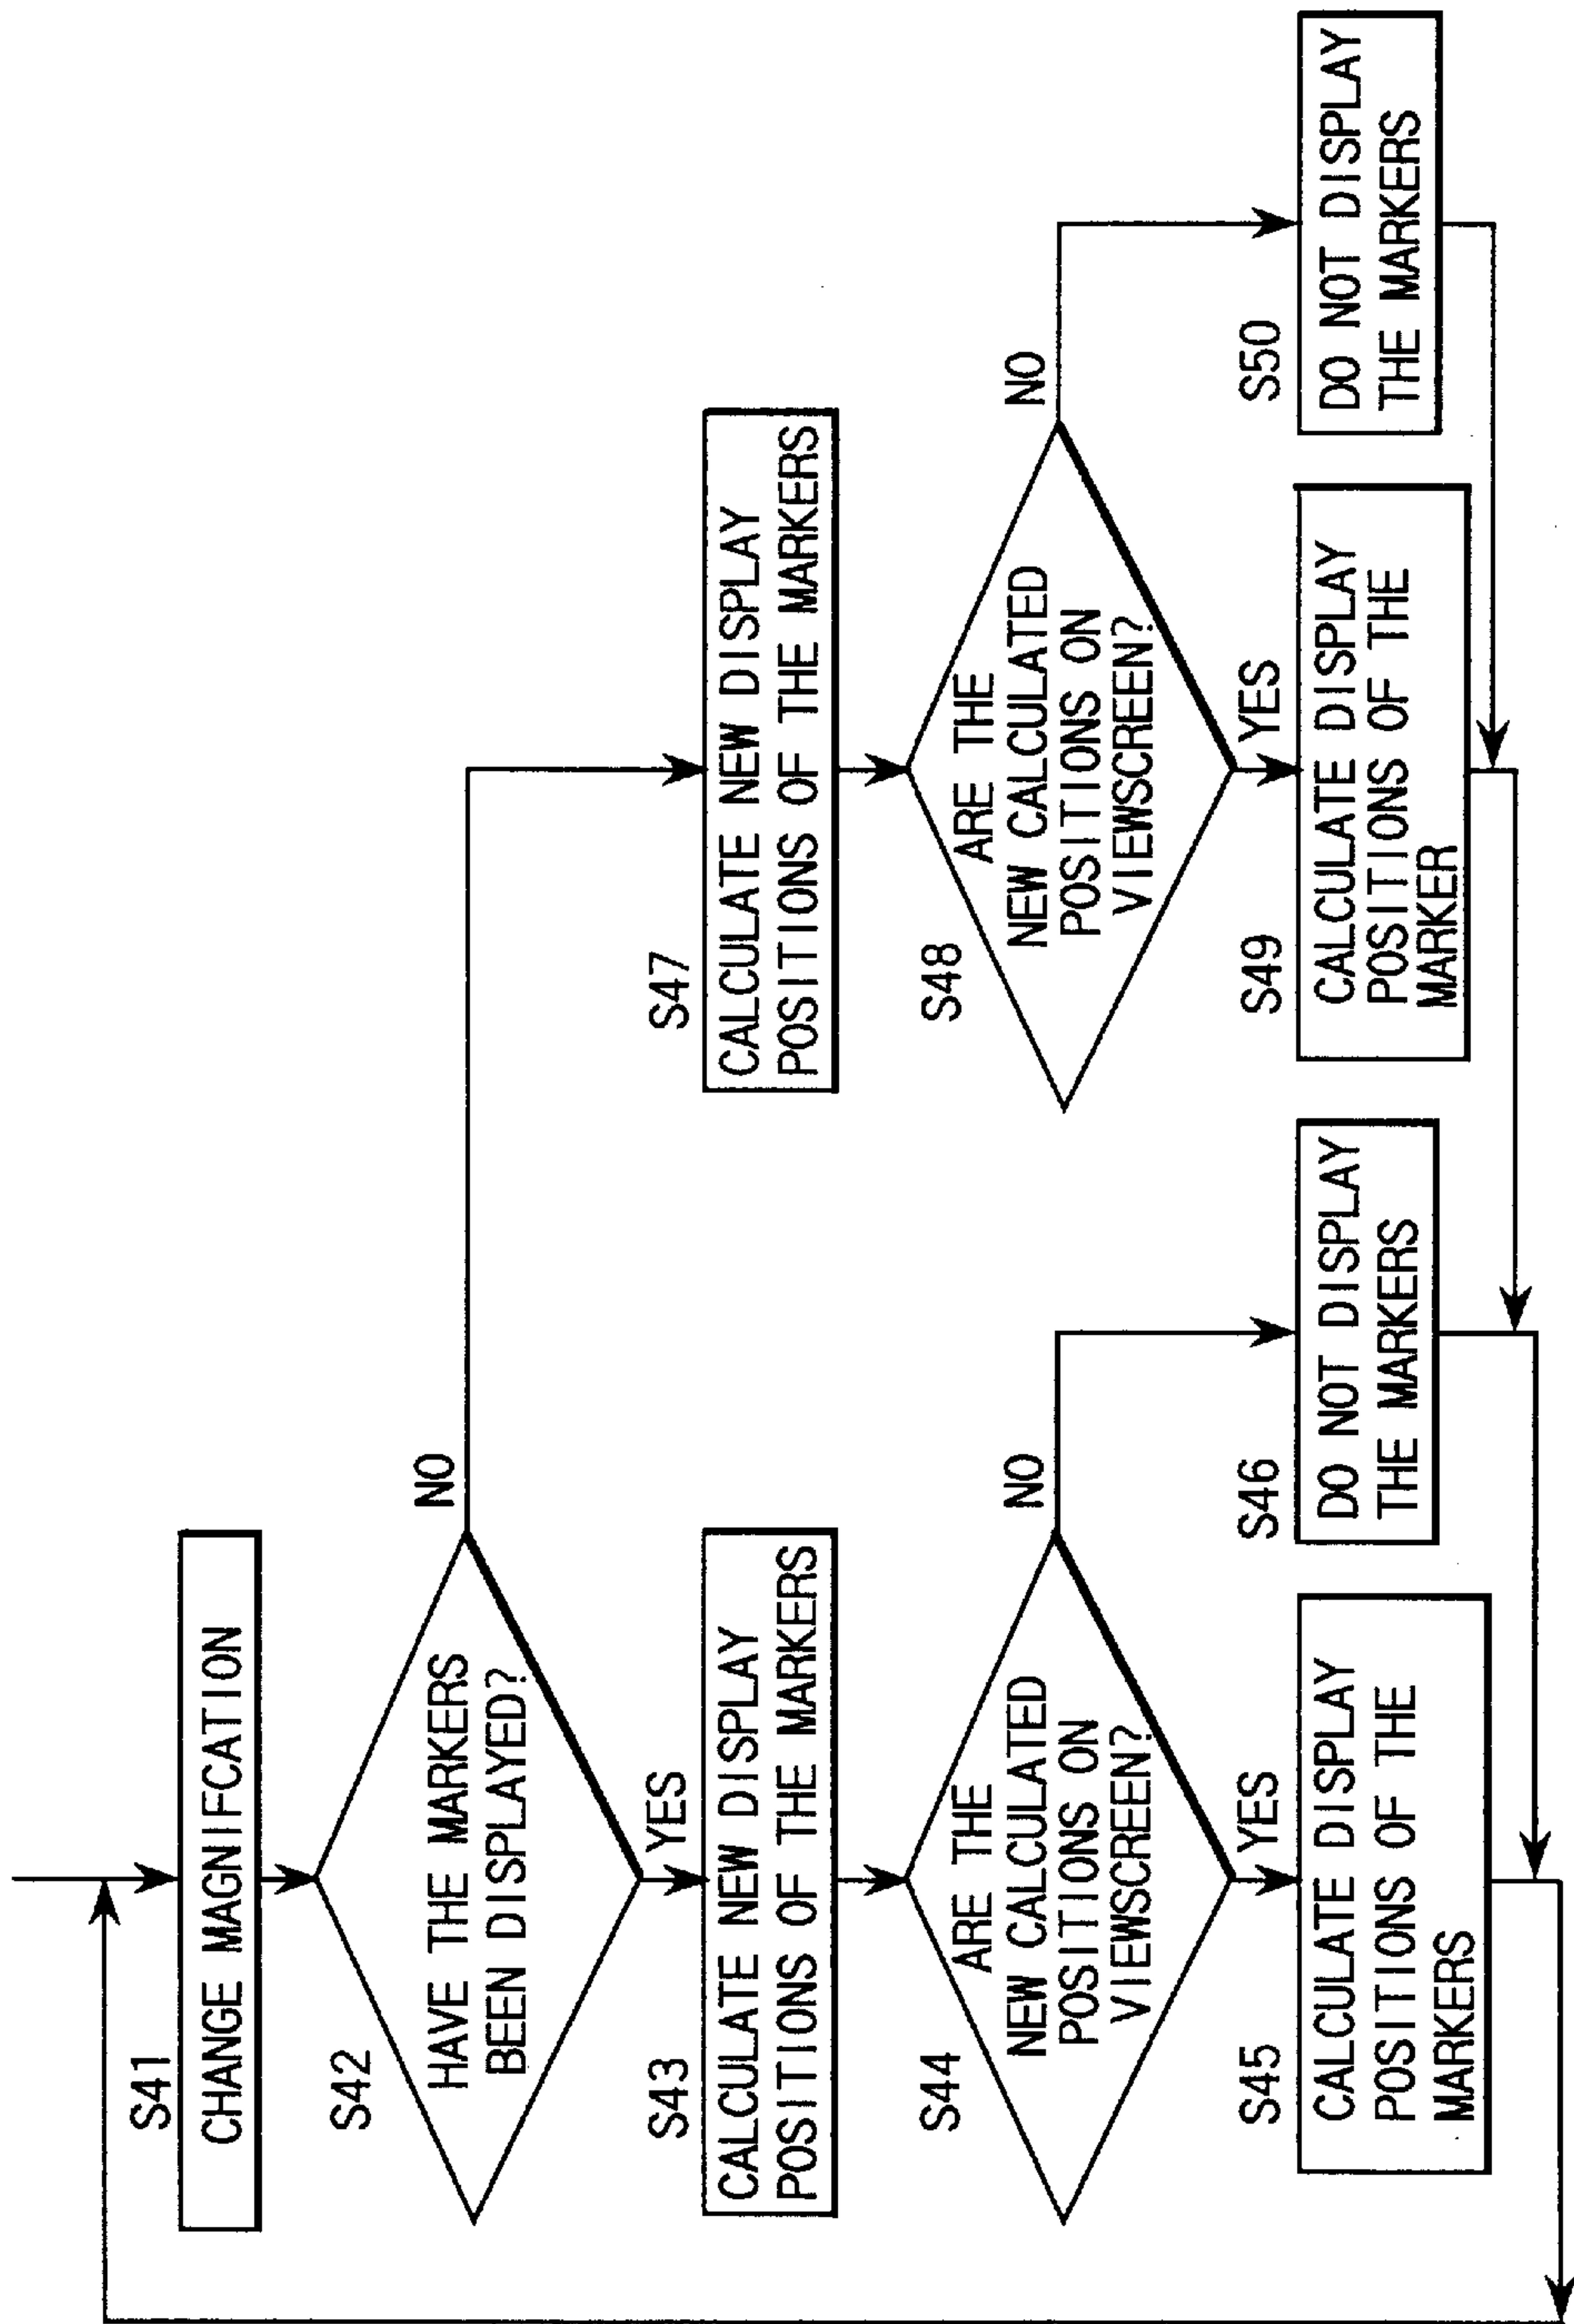 S41
CHANGE MAGNIFCATION
S42
HAVE THE MARKERS
BEEN DISPLAYED?
NO
YES
S43
CALCULATE NEW DISPLAY
POSITIONS OF THE MARKERS
S44
ARE THE
NEW CALCULATED
POSITIONS ON
VIEWSCREEN?
NO
YES
S45
CALCULATE DISPLAY
POSITIONS OF THE
MARKERS
S46
DO NOT DISPLAY
THE MARKERS
S47
CALCULATE NEW DISPLAY
POSITIONS OF THE MARKERS
S48
ARE THE
NEW CALCULATED
POSITIONS ON
VIEWSCREEN?
NO
YES
S49
CALCULATE DISPLAY
POSITIONS OF THE
MARKER
S50
DO NOT DISPLAY
THE MARKERS